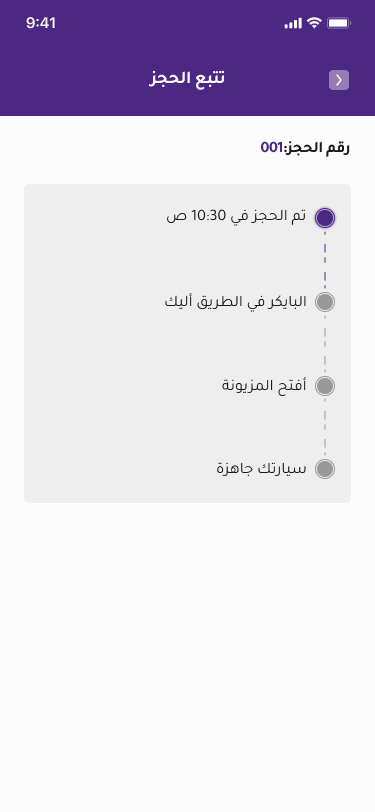 9:41
تتبع الحجز
رقم الحجز:001
تم الحجز في 10:30 ص
البايكر في الطريق أليك
أفتح المزيونة
سيارتك جاهزة